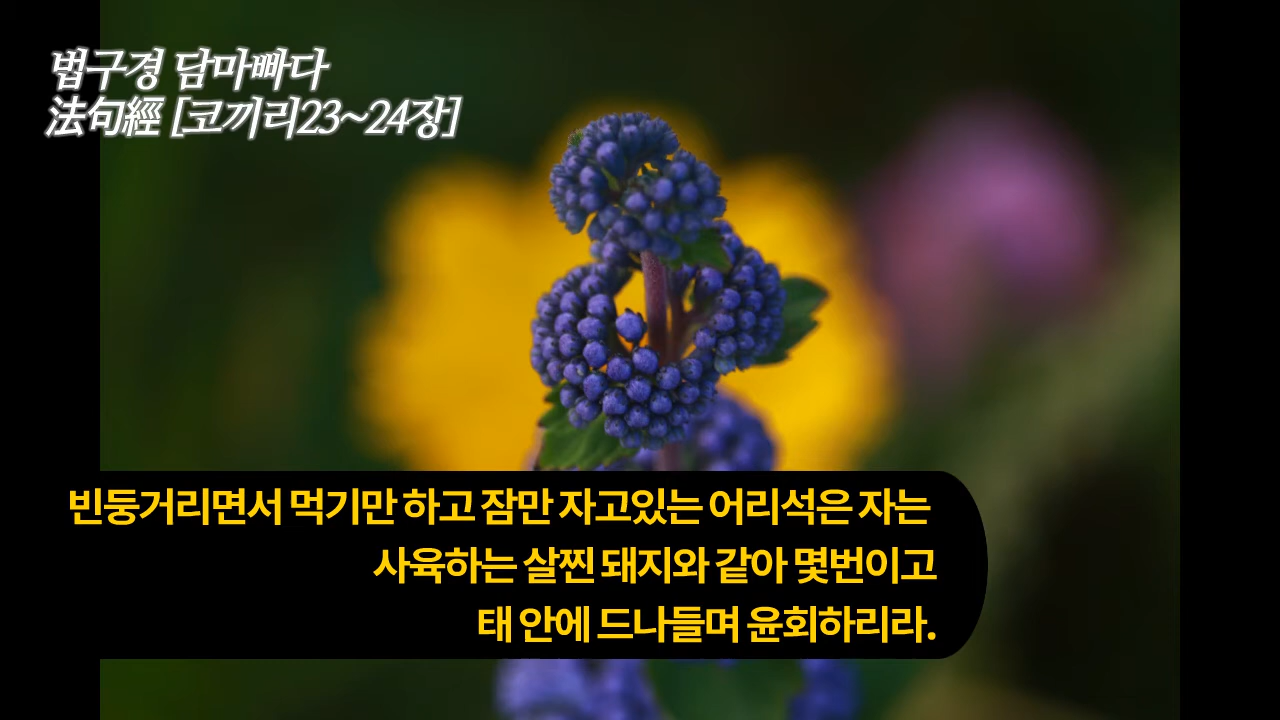 법구경 담마빠다
法句經 [코끼리23~24장]
빈둥거리면서 먹기만 하고 잠만 자고있는 어리석은 자는
사육하는 살찐 돼지와 같아 몇번이고
태 안에 드나들며 윤회하리라.